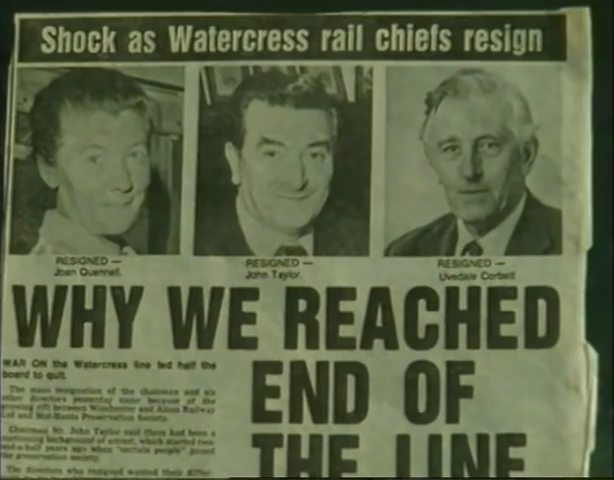 Shock as Watercress rail chiefs resign
RESIGNED —
Joan Quennell.
RESIGNED —
John Taylor.
RESIGNED —
Uvedale Corbett
WHY WE REACHED
END OF
THE LINE
WAR ON the Watercress line led half the
board to quit.
The mass resignation of the chairman and six
other directors yesterday came because of the
growing rift between Winchester and Alton Railway
Ltd and Mid-Hants Preservation Society.
Chairman Mr. John Taylor said there had been a
continuing background of unrest, which started two-
and-a-half years ago when "certain people" joined
the preservation society.
The directors who resigned wanted their differ-